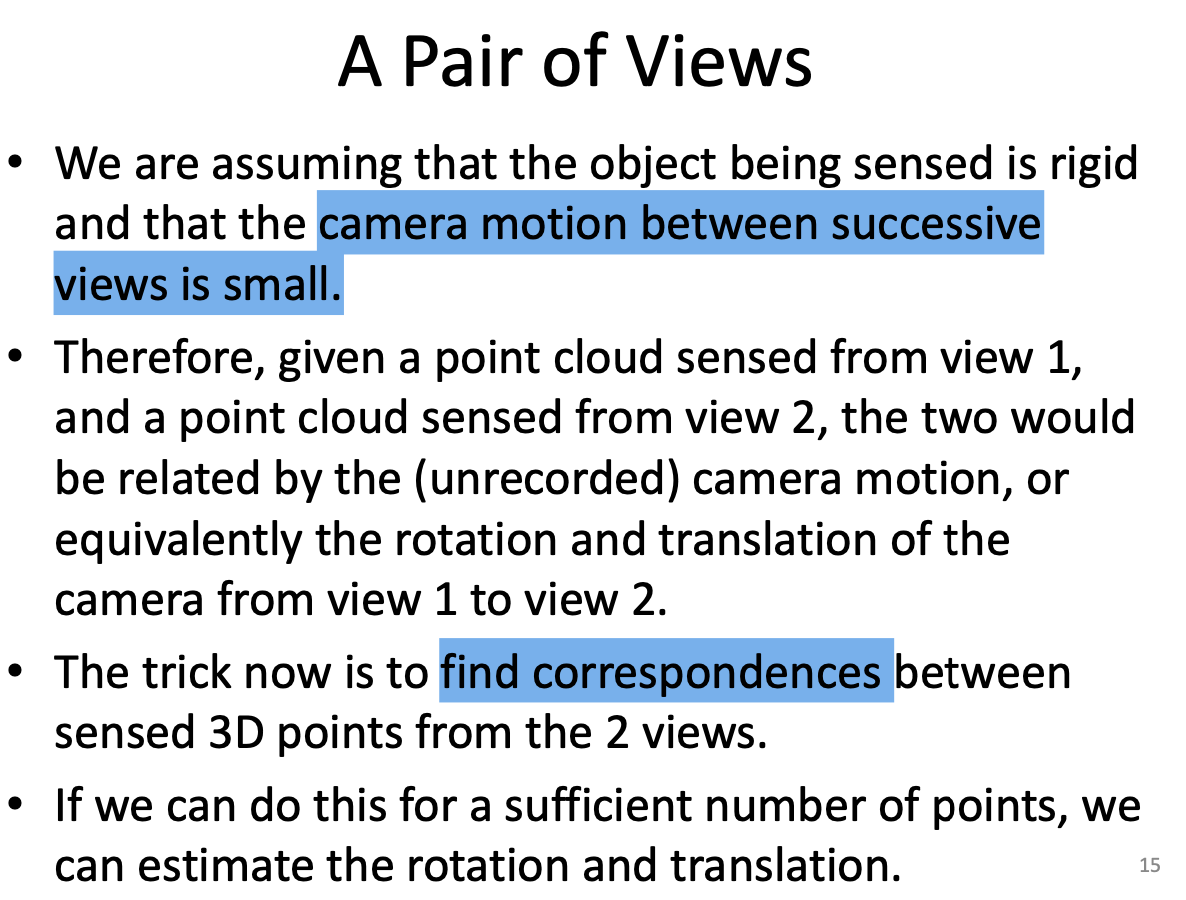 A Pair of Views
• We are assuming that the object being sensed is rigid
and that the camera motion between successive
views is small.
• Therefore, given a point cloud sensed from view 1,
and a point cloud sensed from view 2, the two would
be related by the (unrecorded) camera motion, or
equivalently the rotation and translation of the
camera from view 1 to view 2.
• The trick now is to find correspondences between
sensed 3D points from the 2 views.
• If we can do this for a sufficient number of points, we
can estimate the rotation and translation.
15